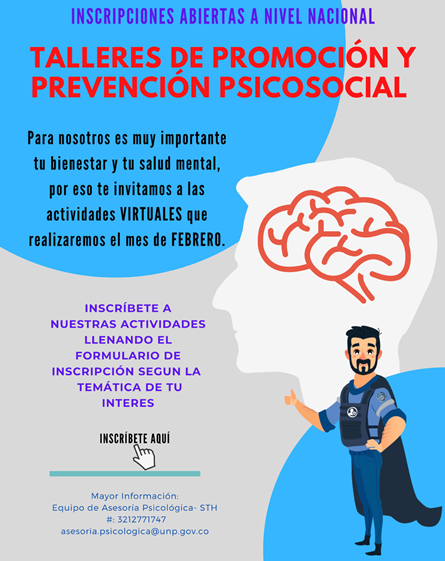 INSCRIPCIONES ABIERTAS A NIVEL NACIONAL
TALLERES DE PROMOCIÓN Y
PREVENCIÓN PSICOSOCIAL
Para nosotros es muy importante
tu bienestar y tu salud mental,
por eso te invitamos a las
actividades VIRTUALES que
realizaremos el mes de FEBRERO.
INSCRÍBETE A
NUESTRAS ACTIVIDADES
LLENANDO EL
FORMULARIO DE
INSCRIPCIÓN SEGUN LA
TEMÁTICA DE TU
INTERES
INSCRÍBETE AQUÍ
Mayor Información:
Equipo de Asesoría Psicológica- STH
#: 3212771747
asesoria.psicologica@unp.gov.co